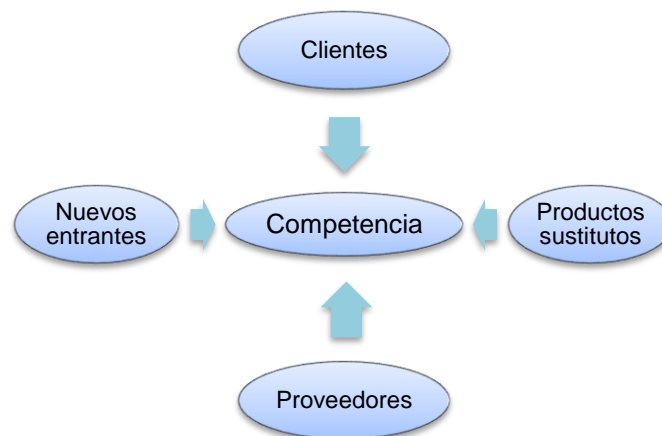 Clientes
Nuevos
entrantes
Competencia
Productos
sustitutos
Proveedores